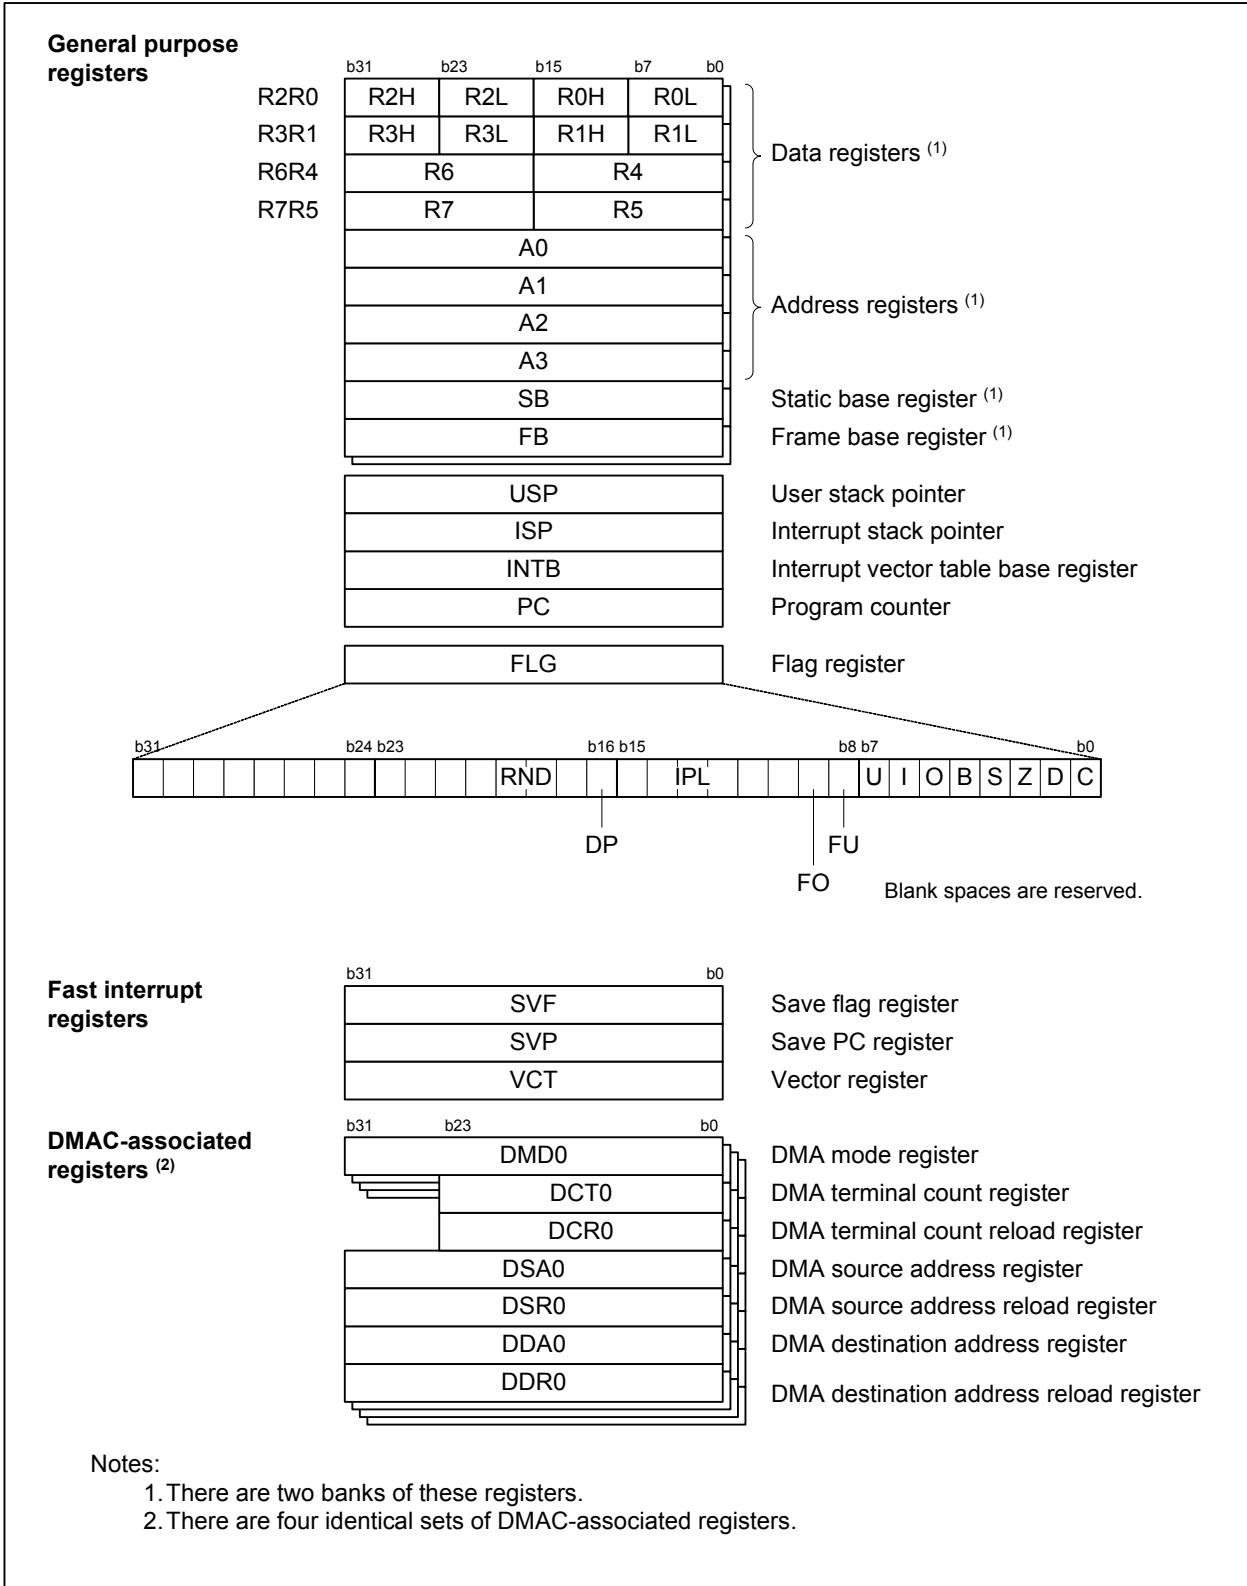 General purpose
registers
b31 b23 b15 b7 b0
R2R0 R2H R2L R0H R0L
R3R1 R3H R3L R1H R1L
Data registers (1)
R6R4 R6 R4
R7R5 R7 R5
A0
A1
Address registers (1)
A2
A3
SB Static base register (1)
FB Frame base register (1)
USP User stack pointer
ISP Interrupt stack pointer
INTB Interrupt vector table base register
PC Program counter
FLG Flag register
b31 b24 b23 b16 b15 b8 b7 b0
RND IPL U I O B S Z D C
DP FU
FO
Blank spaces are reserved.
Fast interrupt
registers
b31 b0
SVF Save flag register
SVP Save PC register
VCT Vector register
DMAC-associated
registers (2)
b31 b23 b0
DMD0 DMA mode register
DCT0 DMA terminal count register
DCR0 DMA terminal count reload register
DSA0 DMA source address register
DSR0 DMA source address reload register
DDA0 DMA destination address register
DDR0 DMA destination address reload register
Notes:
1. There are two banks of these registers.
2. There are four identical sets of DMAC-associated registers.